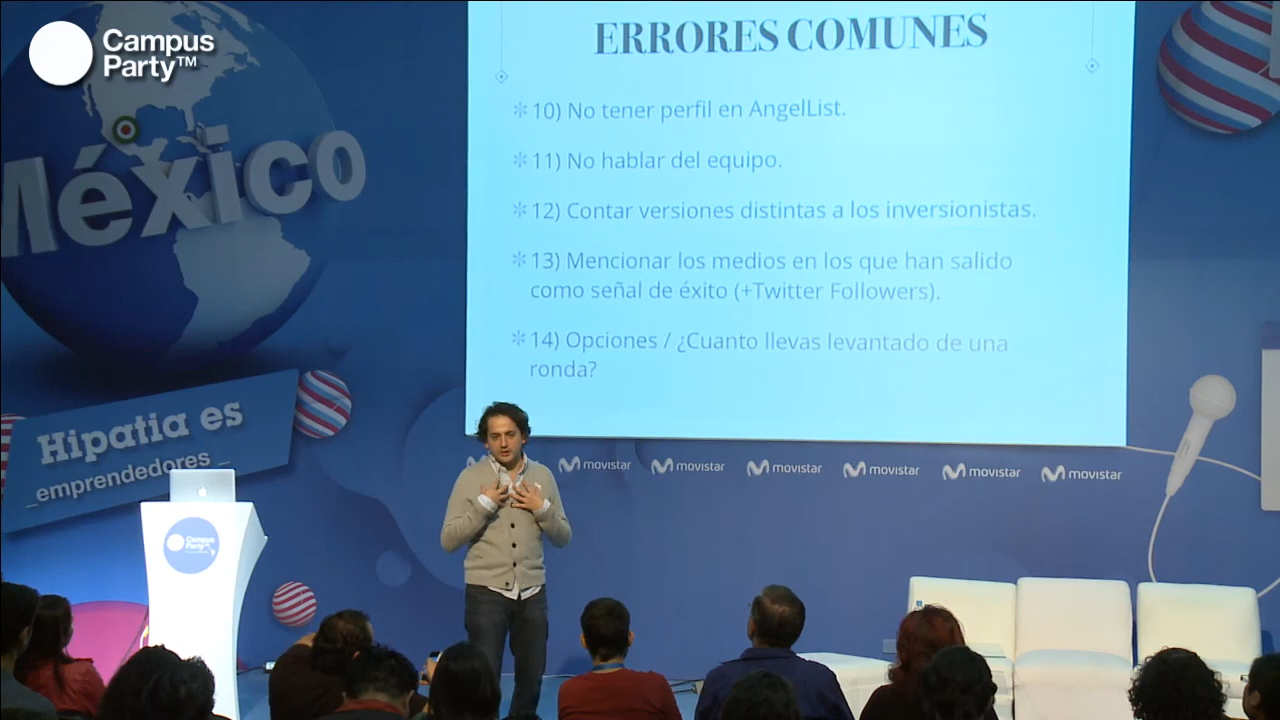 Campus
Party™
México
ERRORES COMUNES
10) No tener perfil en AngelList.
11) No hablar del equipo.
12) Contar versiones distintas a los inversionistas.
13) Mencionar los medios en los que han salido
como señal de éxito (+Twitter Followers).
14) Opciones / ¿Cuanto llevas levantado de una
ronda?
Hipatia es
_emprendedores_
movistar movistar movistar movistar movistar movistar
Campus
Party